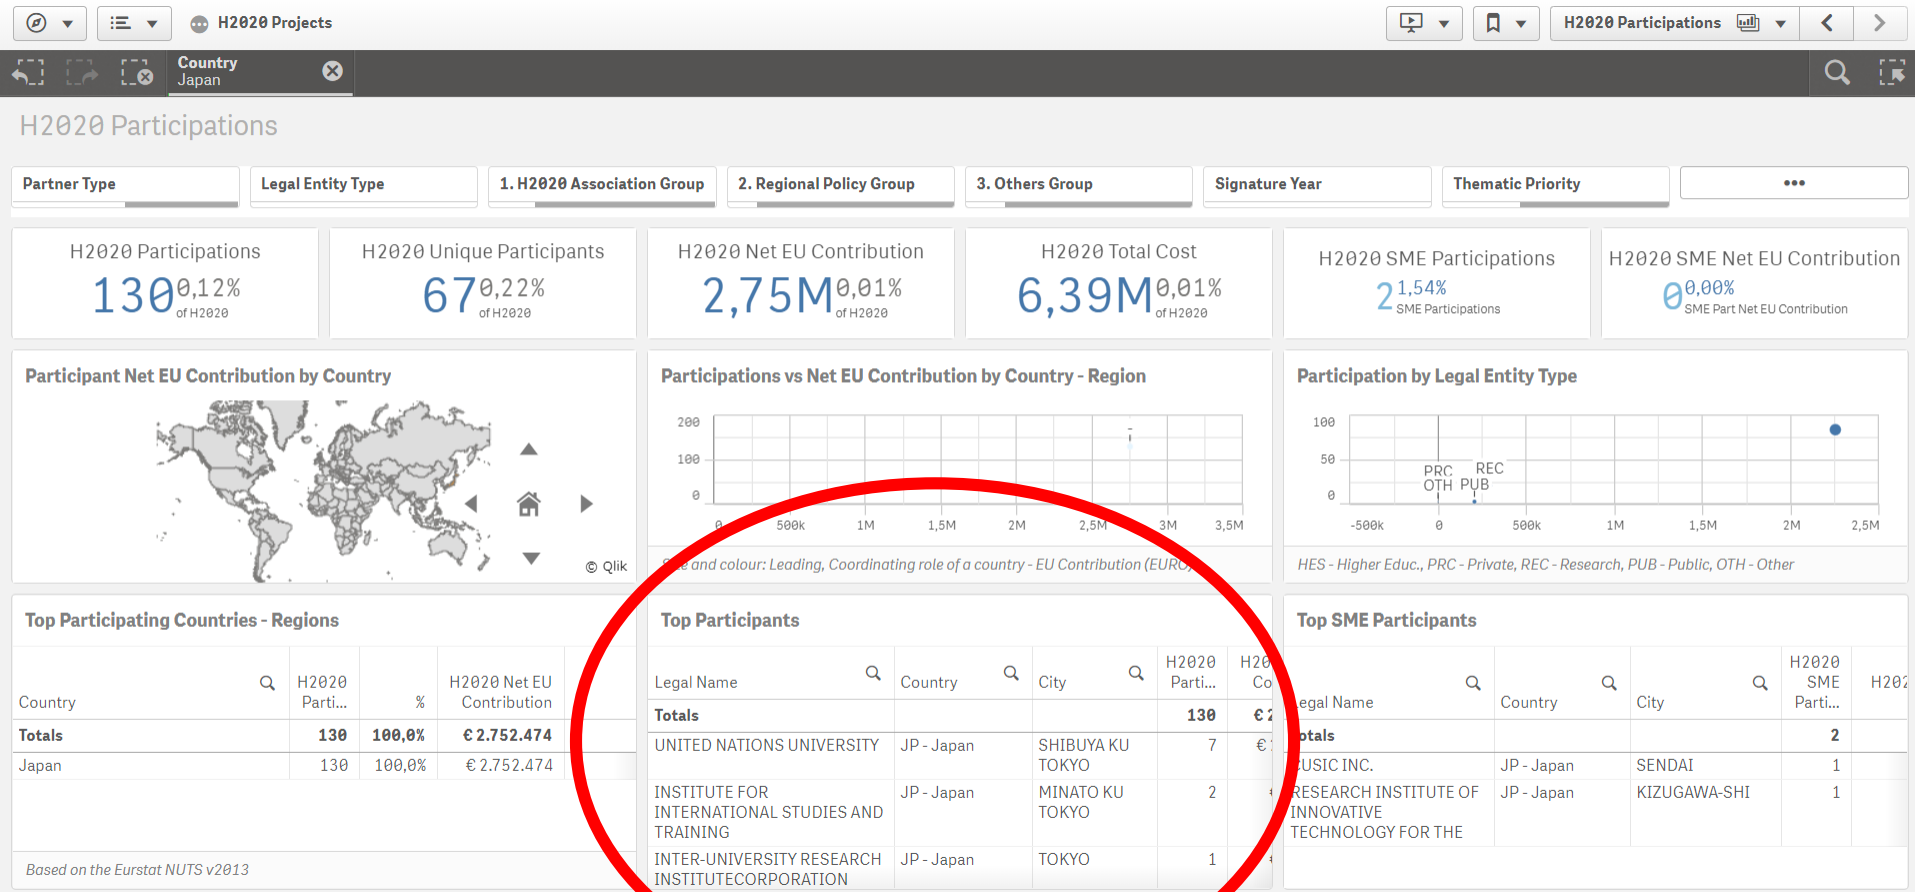 H2020 Projects
H2020 Participations
Country
Japan
H2020 Participations
Partner Type
Legal Entity Type
1. H2020 Association Group
2. Regional Policy Group
3. Others Group
Signature Year
Thematic Priority
H2020 Participations
130 0,12%
of H2020
H2020 Unique Participants
67 0,22%
of H2020
H2020 Net EU Contribution
2,75M 0,01%
of H2020
H2020 Total Cost
6,39M 0,01%
of H2020
H2020 SME Participations
2 1,54%
SME Participations
H2020 SME Net EU Contribution
0 0,00%
SME Part Net EU Contribution
Participant Net EU Contribution by Country
© Qlik
Participations vs Net EU Contribution by Country - Region
200
100
0
0 500k 1M 1,5M 2M 2,5M 3M 3,5M
and colour: Leading, Coordinating role of a country - EU Contribution (EURO)
Participation by Legal Entity Type
100
50
0
PRC REC
OTH PUB
-500k 0 500k 1M 1,5M 2M 2,5M
HES - Higher Educ., PRC - Private, REC - Research, PUB - Public, OTH - Other
Top Participating Countries - Regions
Country
H2020
Parti...
%
H2020 Net EU
Contribution
Totals 130 100,0% € 2.752.474
Japan 130 100,0% € 2.752.474
Based on the Eurstat NUTS v2013
Top Participants
Legal Name
Country
City
H2020
Parti...
H20
Co
Totals 130 € 2
UNITED NATIONS UNIVERSITY JP - Japan SHIBUYA KU 7 €
TOKYO
INSTITUTE FOR JP - Japan MINATO KU 2
INTERNATIONAL STUDIES AND TOKYO
TRAINING
INTER-UNIVERSITY RESEARCH JP - Japan TOKYO 1
INSTITUTECORPORATION
Top SME Participants
egal Name
Country
City
H2020
SME
Parti...
H202
otals 2
CUSIC INC. JP - Japan SENDAI 1
RESEARCH INSTITUTE OF JP - Japan KIZUGAWA-SHI 1
INNOVATIVE
TECHNOLOGY FOR THE